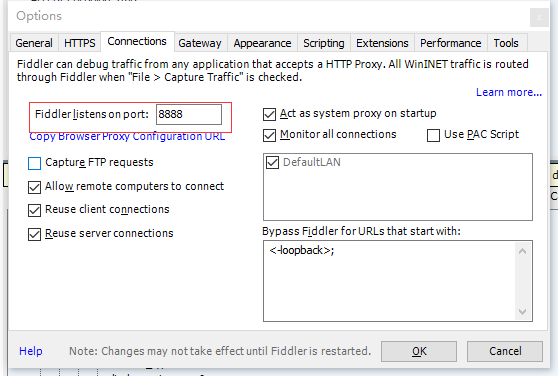 Options
General HTTPS Connections Gateway Appearance Scripting Extensions Performance Tools
Fiddler can debug traffic from any application that accepts a HTTP Proxy. All WinINET traffic is routed
through Fiddler when "File > Capture Traffic" is checked.
Learn more...
Fiddler listens on port: 8888
Copy Browser Proxy Configuration URL
Capture FTP requests
Allow remote computers to connect
Reuse client connections
Reuse server connections
Act as system proxy on startup
Monitor all connections
Use PAC Script
DefaultLAN
Bypass Fiddler for URLs that start with:
<-loopback>;
Help
Note: Changes may not take effect until Fiddler is restarted.
OK
Cancel